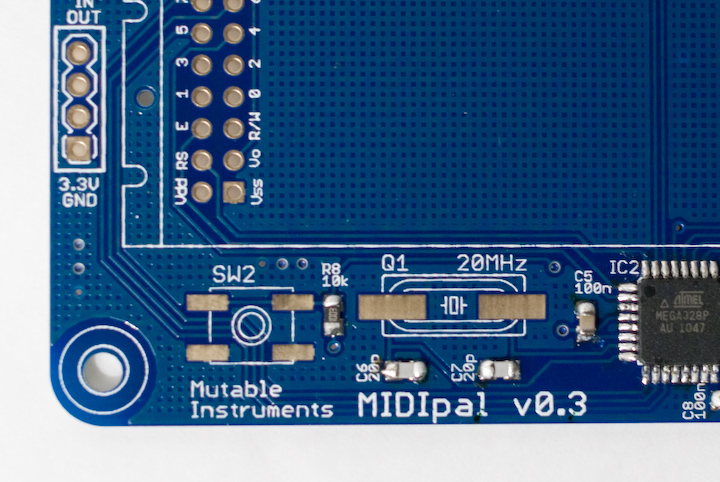 IN
OUT
5 4
3 2
1 0
E R/W
RS Vo
Vdd Vss
3.3V
GND
SW2
R8
10k
Q1 20MHz
C5
100n
IC2
ATMEL
MEGA328P
AU 1047
C6
20p
C7
20p
C8
100n
Mutable
Instruments
MIDIpal v0.3